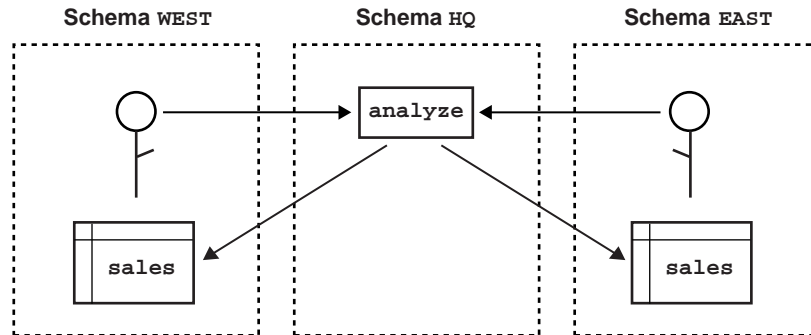 Schema WEST
Schema HQ
Schema EAST
analyze
sales
sales